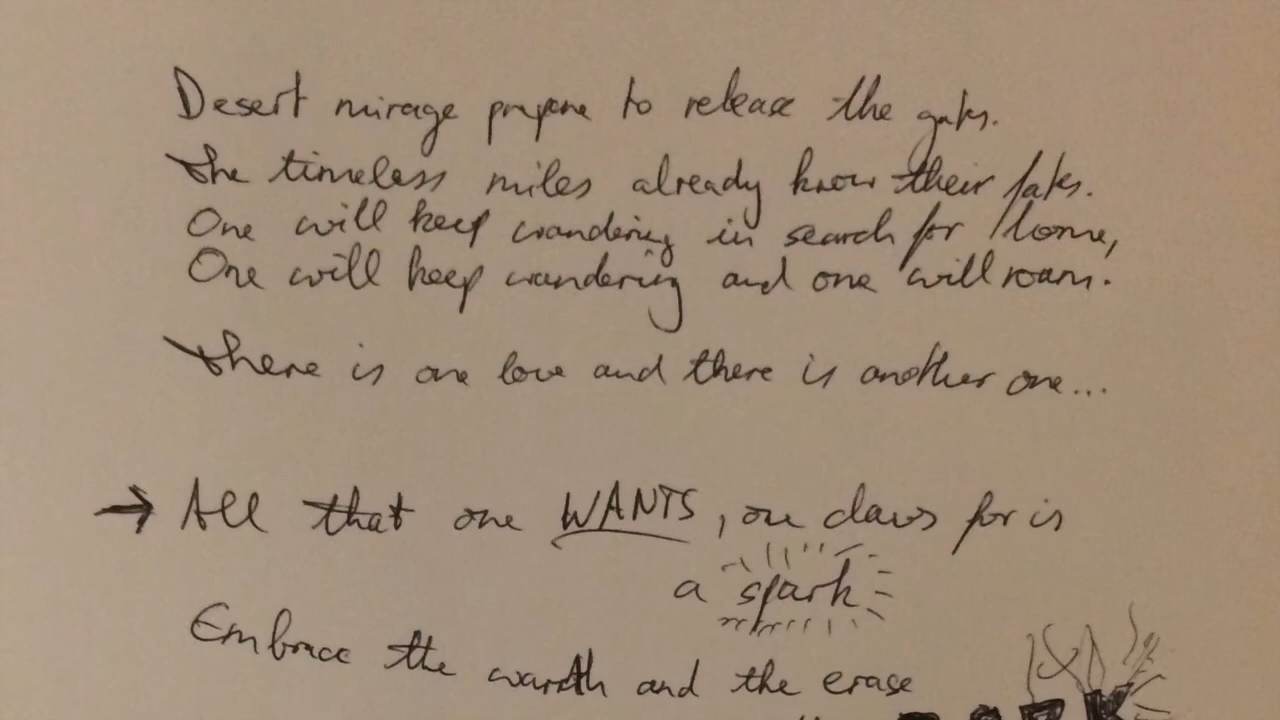 Desert mirage prepare to release the gates.
The timeless miles already know their fates.
One will keep wandering in search for home,
One will keep wandering and one will roam.
There is one love and there is another one...
→ All that one WANTS, one claws for is
a spark
Embrace the warmth and the erase